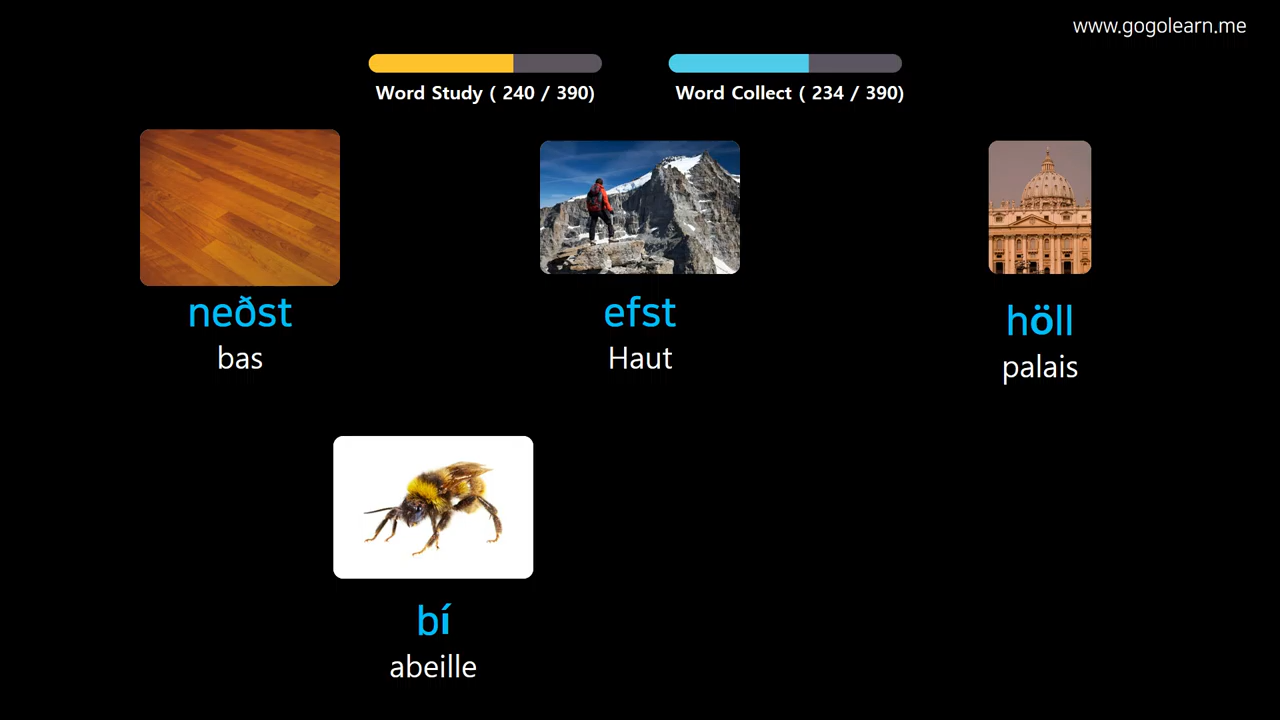 www.gogolearn.me
Word Study ( 240 / 390)
Word Collect ( 234 / 390)
neðst
bas
efst
Haut
höll
palais
bí
abeille